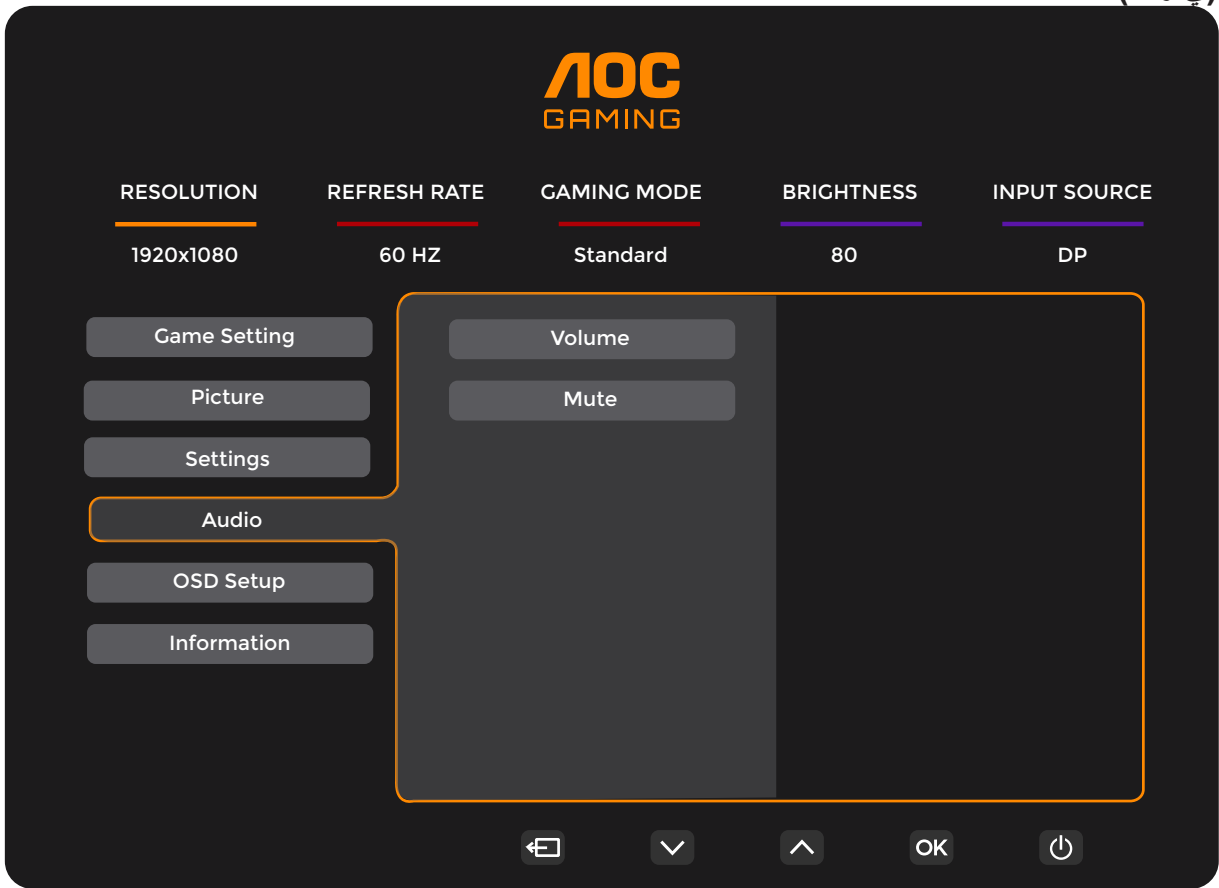 AOC
GAMING
RESOLUTION REFRESH RATE GAMING MODE BRIGHTNESS INPUT SOURCE
1920x1080 60 HZ Standard 80 DP
Game Setting Volume
Picture Mute
Settings
Audio
OSD Setup
Information
OK